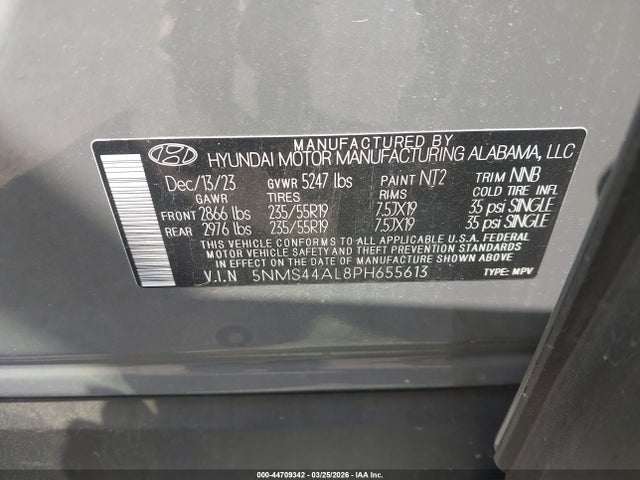 MANUFACTURED BY
HYUNDAI MOTOR MANUFACTURING ALABAMA, LLC
Dec/13/23 GVWR 5247 lbs PAINT NT2 TRIM NNB
GAWR TIRES RIMS COLD TIRE INFL
FRONT 2866 lbs 235/55R19 7.5JX19 35 psi SINGLE
REAR 2976 lbs 235/55R19 7.5JX19 35 psi SINGLE
THIS VEHICLE CONFORMS TO ALL APPLICABLE U.S.A. FEDERAL
MOTOR VEHICLE SAFETY, BUMPER, AND THEFT PREVENTION STANDARDS
IN EFFECT ON THE DATE OF MANUFACTURE SHOWN ABOVE.
V.I.N 5NMS44AL8PH655613 TYPE: MPV
000-44709342 | 03/25/2026 | IAA Inc.